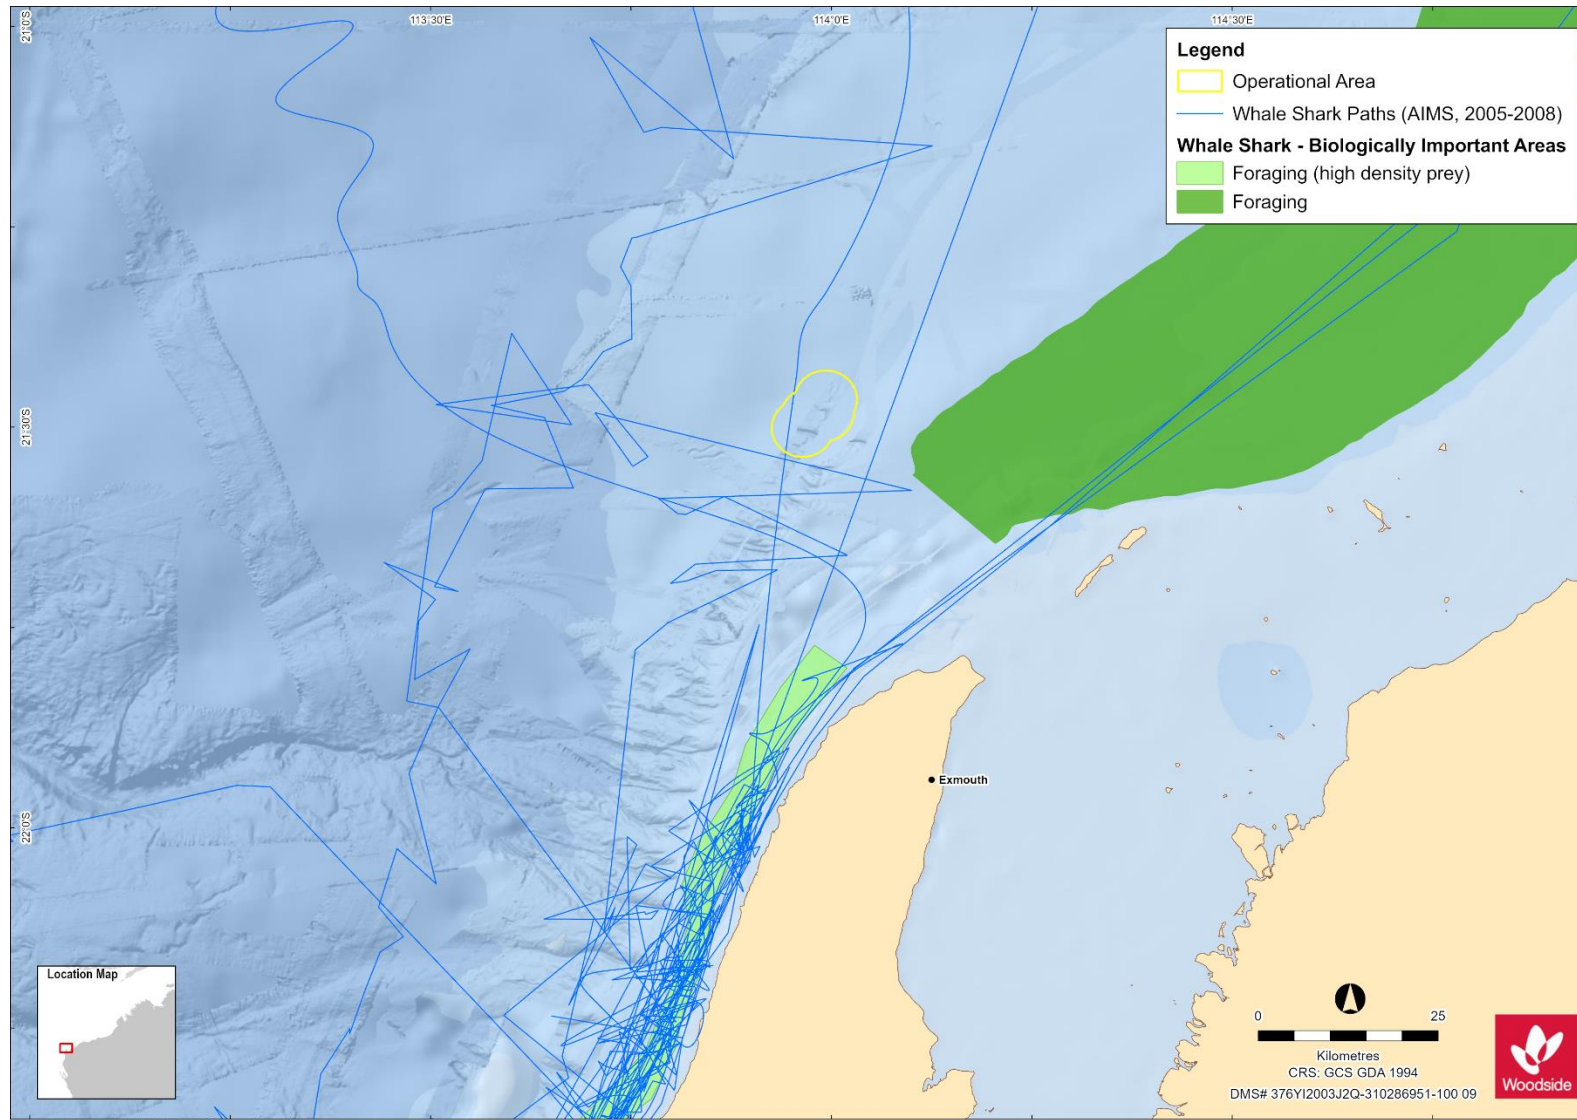 113°30'E
114°0'E
114°30'E
21°0'S
21°30'S
22°0'S
Legend
Operational Area
Whale Shark Paths (AIMS, 2005-2008)
Whale Shark - Biologically Important Areas
Foraging (high density prey)
Foraging
Exmouth
Location Map
0 25
Kilometres
CRS: GCS GDA 1994
DMS# 376YI2003J2Q-310286951-100 09
Woodside